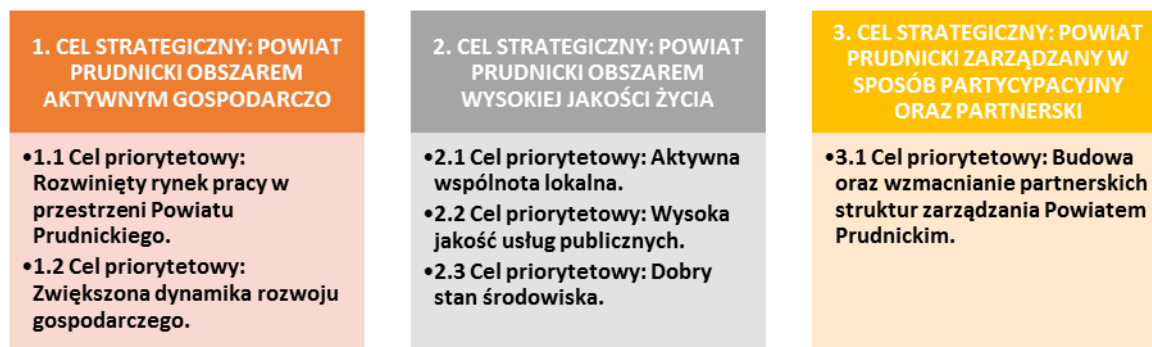 1. CEL STRATEGICZNY: POWIAT
PRUDNICKI OBSZAREM
AKTYWNYM GOSPODARCZO
•1.1 Cel priorytetowy:
Rozwinięty rynek pracy w
przestrzeni Powiatu
Prudnickiego.
•1.2 Cel priorytetowy:
Zwiększona dynamika rozwoju
gospodarczego.
2. CEL STRATEGICZNY: POWIAT
PRUDNICKI OBSZAREM
WYSOKIEJ JAKOŚCI ŻYCIA
•2.1 Cel priorytetowy: Aktywna
wspólnota lokalna.
•2.2 Cel priorytetowy: Wysoka
jakość usług publicznych.
•2.3 Cel priorytetowy: Dobry
stan środowiska.
3. CEL STRATEGICZNY: POWIAT
PRUDNICKI ZARZĄDZANY W
SPOSÓB PARTYCYPACYJNY
ORAZ PARTNERSKI
•3.1 Cel priorytetowy: Budowa
oraz wzmacnianie partnerskich
struktur zarządzania Powiatem
Prudnickim.